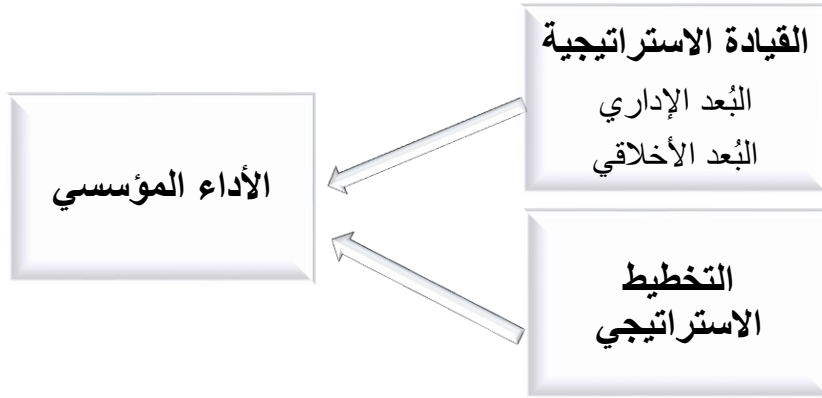 القيادة الاستراتيجية
البُعد الإداري
البُعد الأخلاقي
التخطيط
الاستراتيجي
الأداء المؤسسي